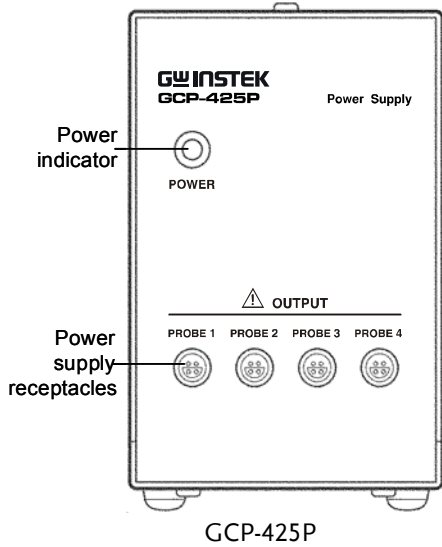 GWINSTEK
GCP-425P
Power Supply
Power
indicator
POWER
OUTPUT
PROBE 1 PROBE 2 PROBE 3 PROBE 4
Power
supply
receptacles
GCP-425P